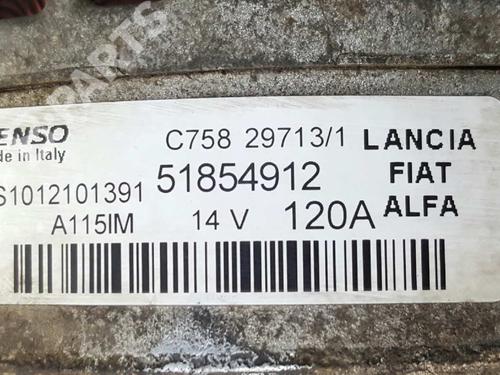 PARTS
ENSO C758 29713/1 LANCIA
de in Italy
S1012101391 51854912 FIAT
A115IM 14 V 120A ALFA